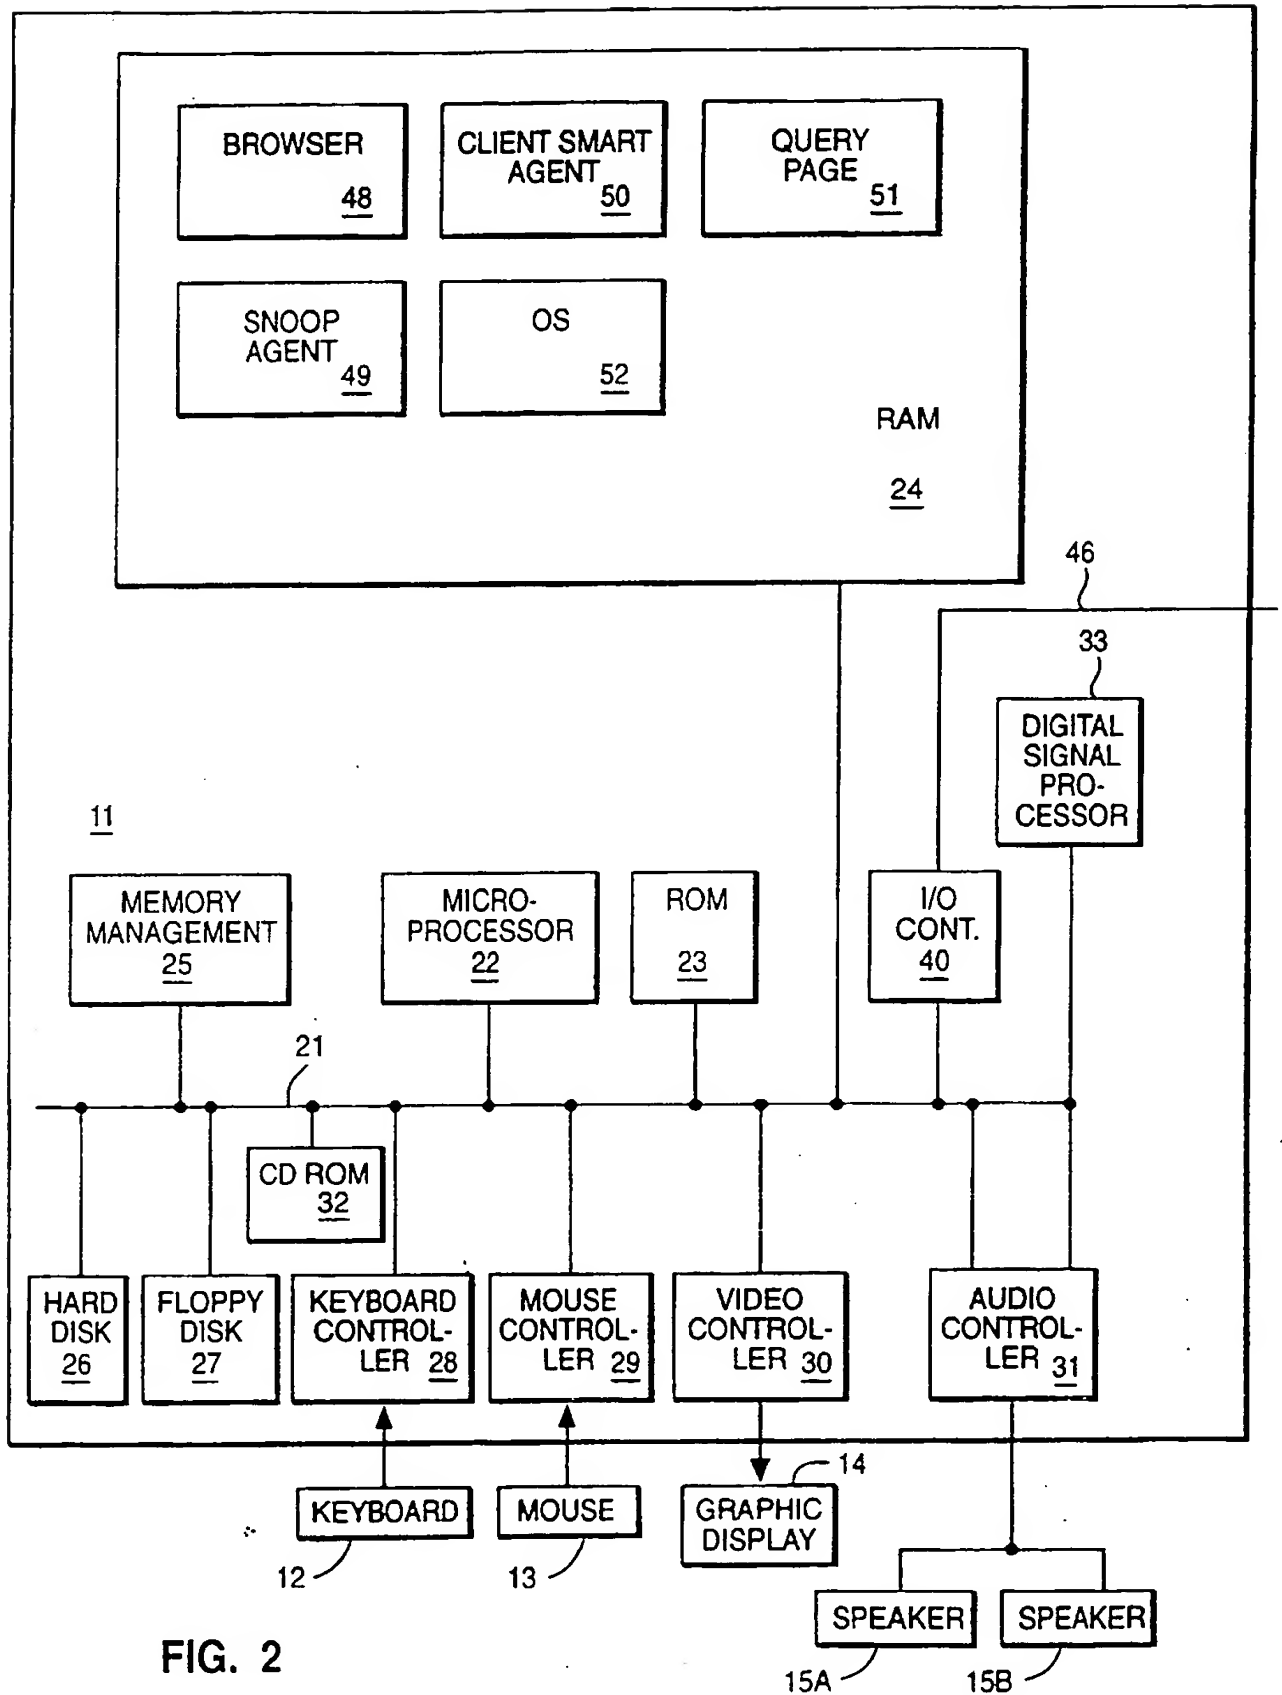 BROWSER
48
CLIENT SMART
AGENT
50
QUERY
PAGE
51
SNOOP
AGENT
49
OS
52
RAM
24
46
33
DIGITAL
SIGNAL
PRO-
CESSOR
11
MEMORY
MANAGEMENT
25
MICRO-
PROCESSOR
22
ROM
23
I/O
CONT.
40
21
CD ROM
32
HARD
DISK
26
FLOPPY
DISK
27
KEYBOARD
CONTROL-
LER 28
MOUSE
CONTROL-
LER 29
VIDEO
CONTROL-
LER 30
AUDIO
CONTROL-
LER 31
KEYBOARD
12
MOUSE
13
14
GRAPHIC
DISPLAY
SPEAKER
15A
SPEAKER
15B
FIG. 2